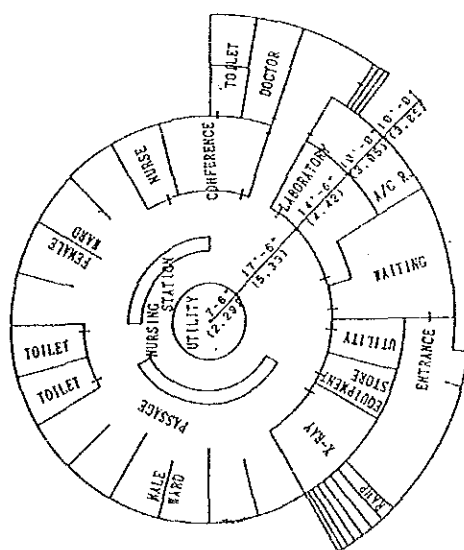 TOILET
DOCTOR
NURSE
CONFERENCE
LABORATORY
A/C R.
WAITING
FEMALE
WARD
NURSING
STATION
UTILITY
7'-6"
(2.29)
17'-6"
(5.33)
14'-6"
(4.42)
10'-0"
(3.05)
10'-0"
(3.05)
TOILET
TOILET
PASSAGE
MALE
WARD
UTILITY
EQUIPMENT
STORE
X-RAY
ENTRANCE
RAMP